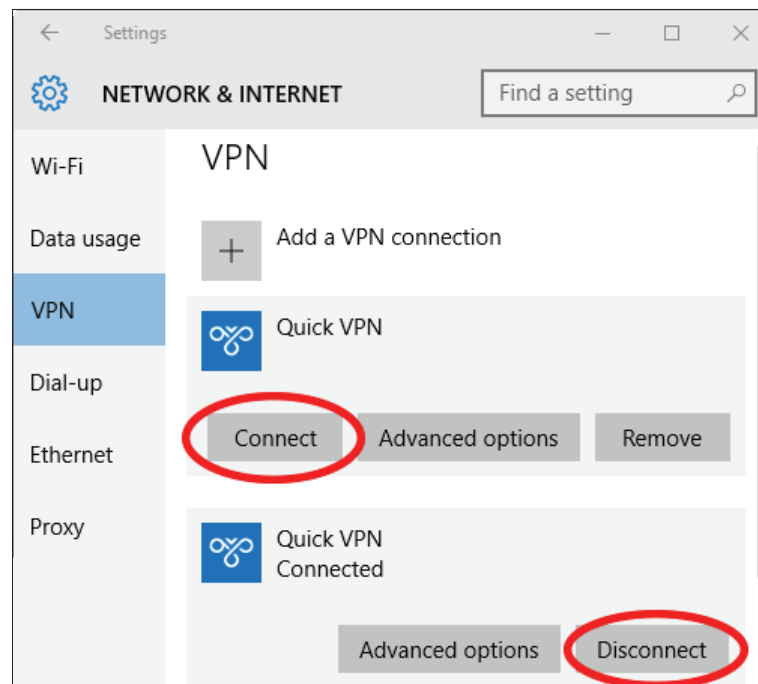 Settings
NETWORK & INTERNET
Find a setting
Wi-Fi
Data usage
VPN
Dial-up
Ethernet
Proxy
VPN
Add a VPN connection
Quick VPN
Connect
Advanced options
Remove
Quick VPN
Connected
Advanced options
Disconnect